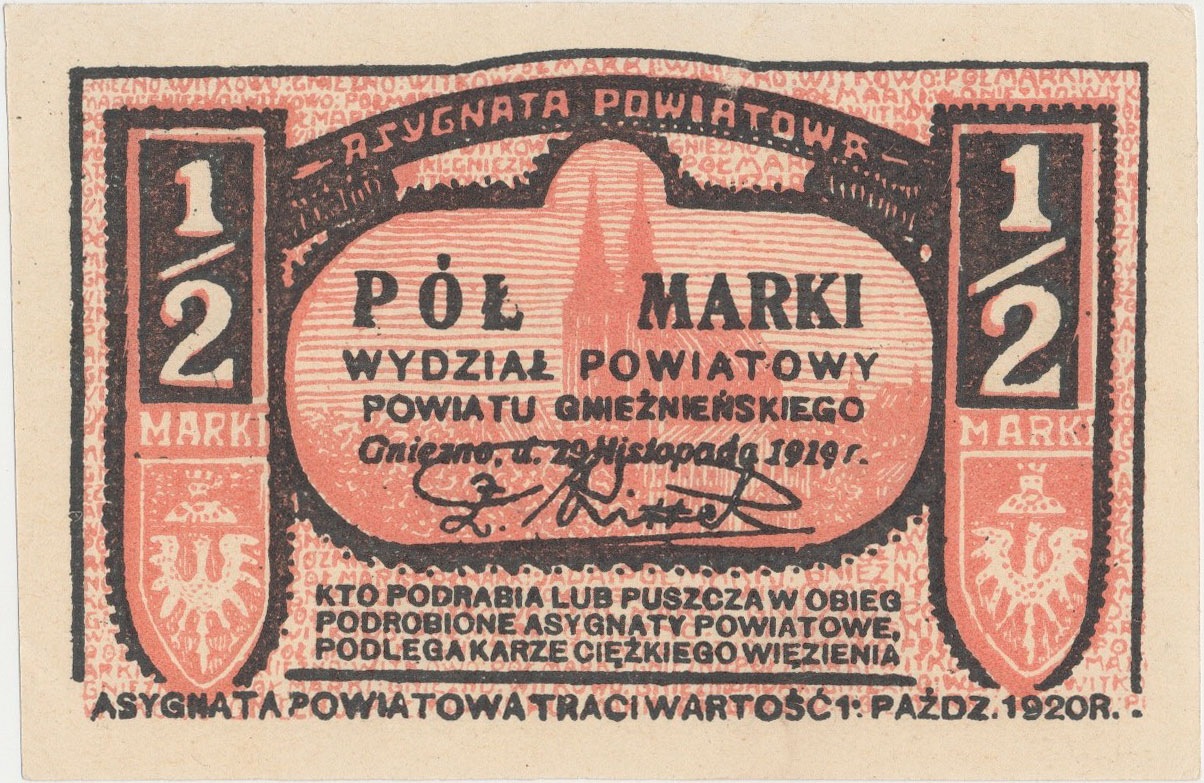 ASYGNATA POWIATOWA
1/2
MARKI
1/2
MARKI
PÓŁ MARKI
WYDZIAŁ POWIATOWY
POWIATU GNIEŹNIEŃSKIEGO
Gniezno, d. 29 listopada 1919 r.
KTO PODRABIA LUB PUSZCZA W OBIEG
PODROBIONE ASYGNATY POWIATOWE,
PODLEGA KARZE CIĘŻKIEGO WIĘZIENIA
ASYGNATA POWIATOWA TRACI WARTOŚĆ 1: PAŹDZ. 1920R.